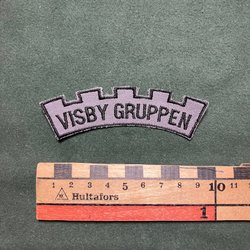 VISBY GRUPPEN
1 2 3 4 5 6 7 8 9 10 11
Hultafors 1